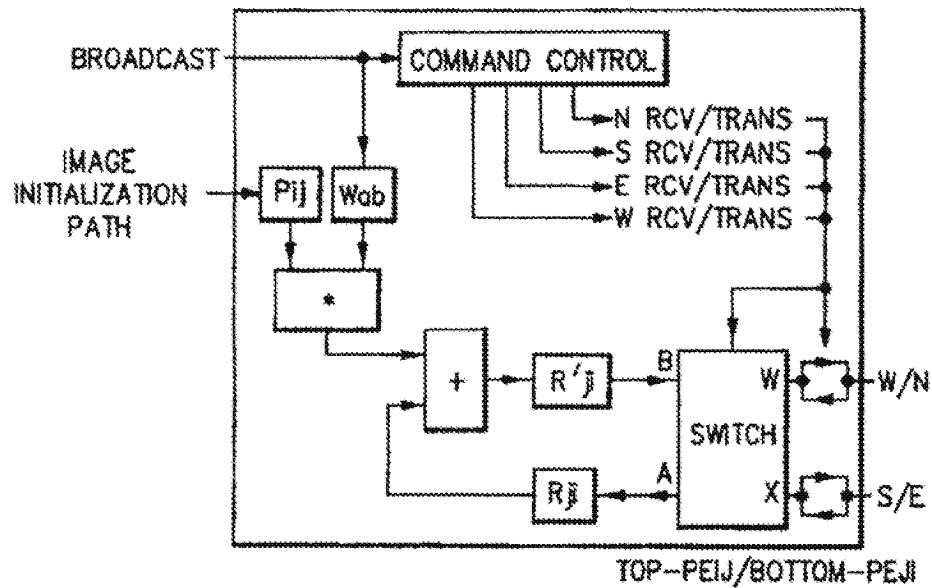 BROADCAST
COMMAND CONTROL
N RCV/TRANS
S RCV/TRANS
E RCV/TRANS
W RCV/TRANS
IMAGE
INITIALIZATION
PATH
Pij
Wab
*
+
R'ji
B
W
W/N
SWITCH
A
Rji
X
S/E
TOP-PEIJ/BOTTOM-PEJI